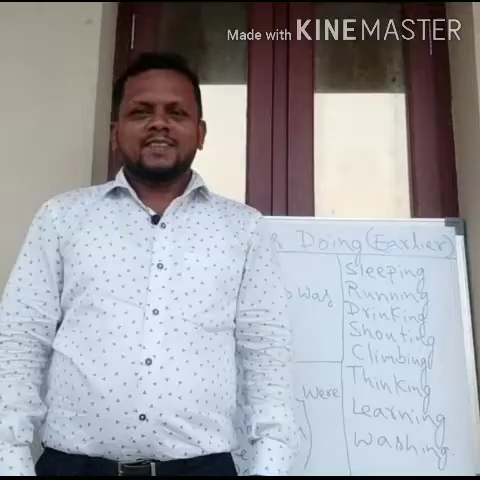 Made with KINEMASTER
Doing (Earlier)
Was
Sleeping
Running
Drinking
Shouting
Climbing
Were
Thinking
Learning
Washing.